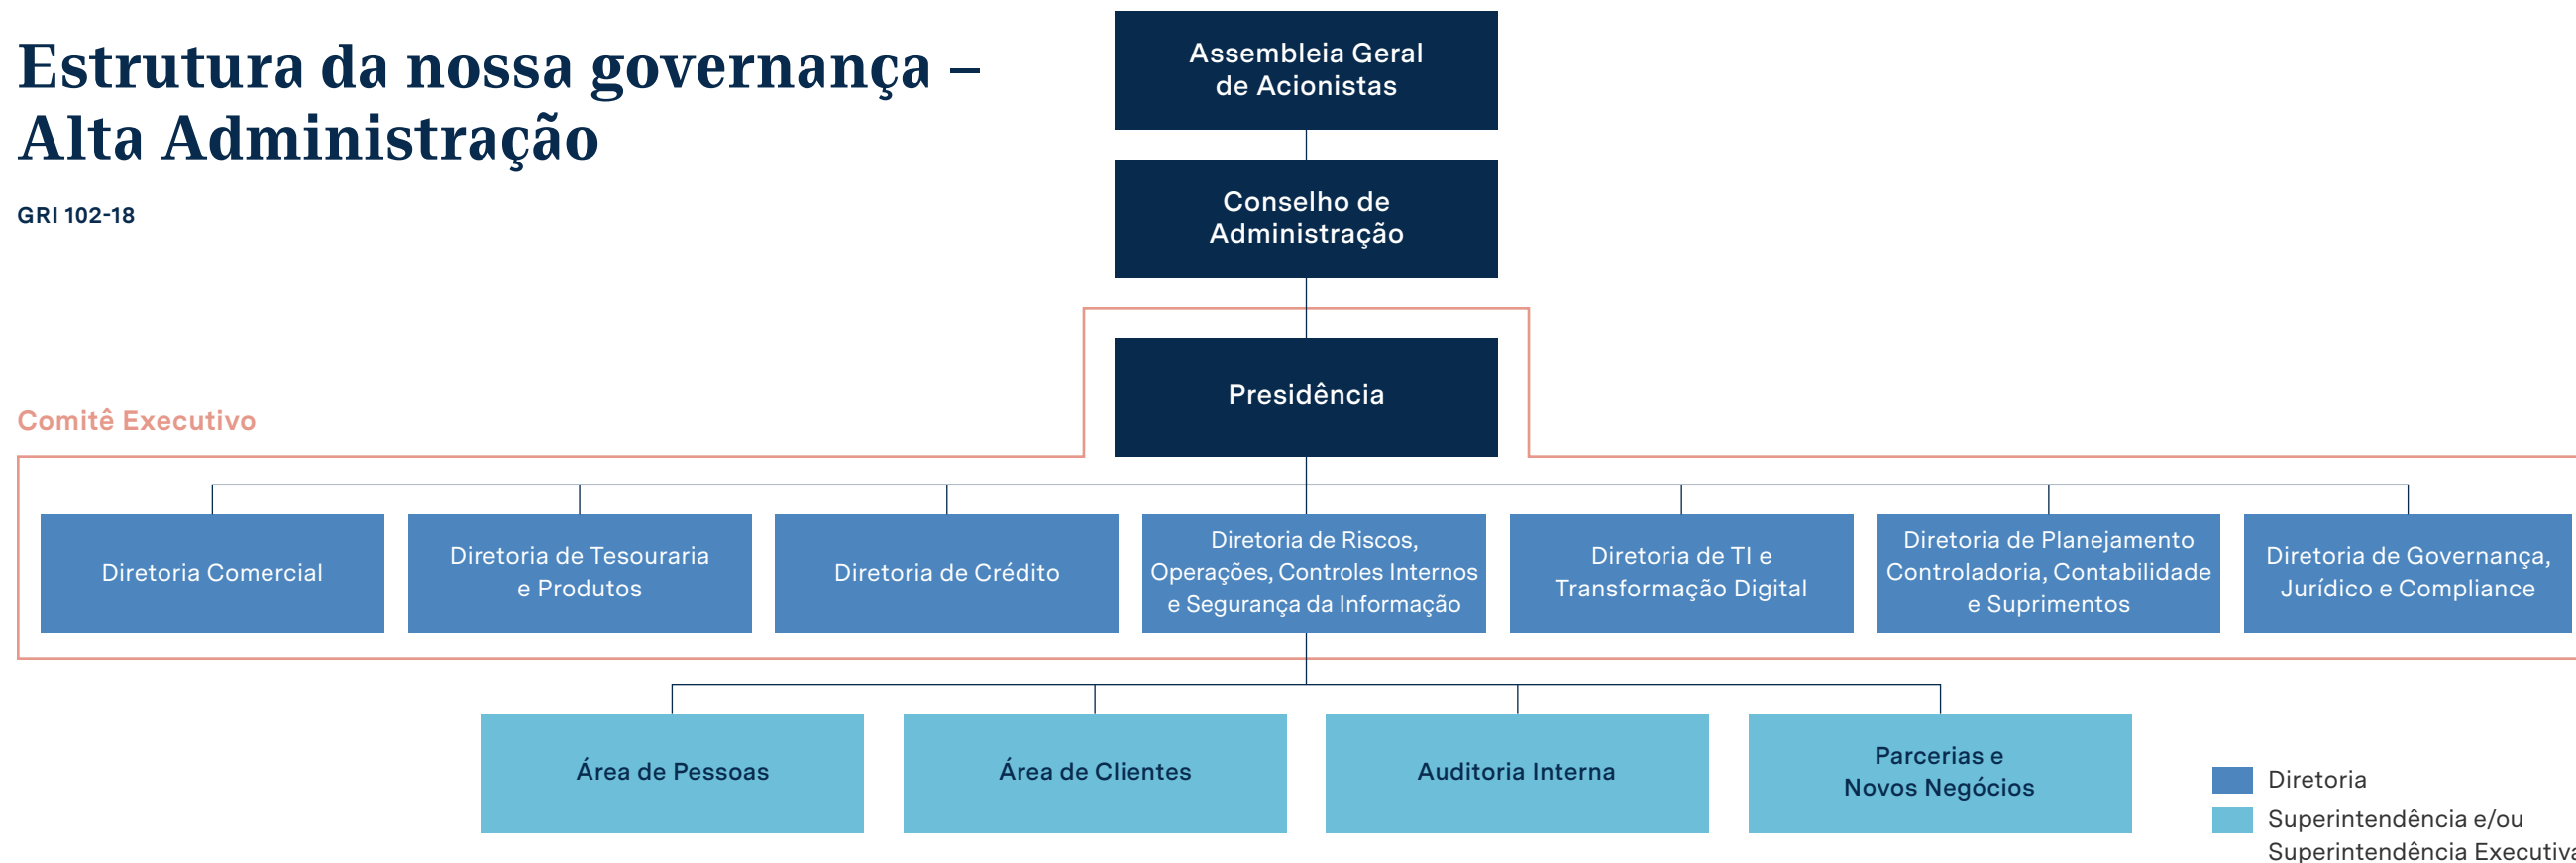 Estrutura da nossa governança –
Alta Administração
GRI 102-18
Assembleia Geral
de Acionistas
Conselho de
Administração
Presidência
Comitê Executivo
Diretoria Comercial
Diretoria de Tesouraria
e Produtos
Diretoria de Crédito
Diretoria de Riscos,
Operações, Controles Internos
e Segurança da Informação
Diretoria de TI e
Transformação Digital
Diretoria de Planejamento
Controladoria, Contabilidade
e Suprimentos
Diretoria de Governança,
Jurídico e Compliance
Área de Pessoas
Área de Clientes
Auditoria Interna
Parcerias e
Novos Negócios
Diretoria
Superintendência e/ou
Superintendência Executiva